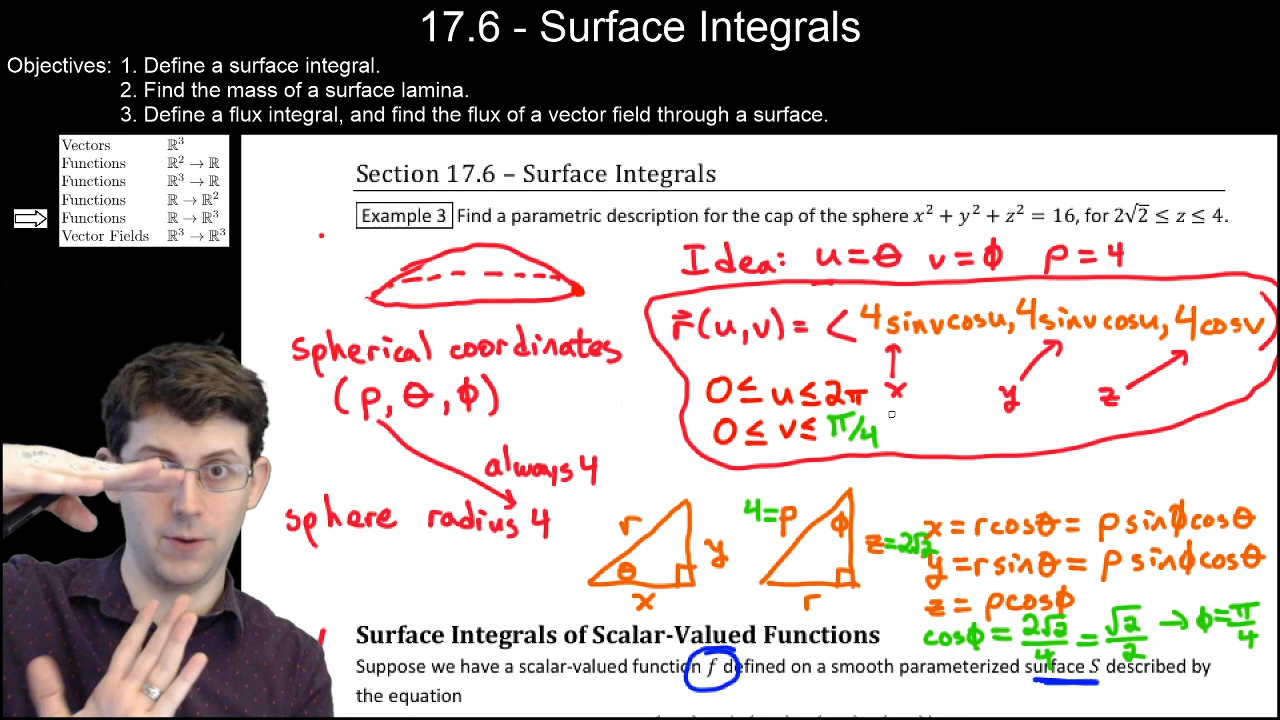 17.6 - Surface Integrals
Objectives: 1. Define a surface integral.
2. Find the mass of a surface lamina.
3. Define a flux integral, and find the flux of a vector field through a surface.
Vectors ℝ³
Functions ℝ² → ℝ
Functions ℝ³ → ℝ
Functions ℝ → ℝ²
Functions ℝ → ℝ³
Vector Fields ℝ³ → ℝ³
Section 17.6 – Surface Integrals
Example 3 Find a parametric description for the cap of the sphere x² + y² + z² = 16, for 2√2 ≤ z ≤ 4.
Idea: u=θ v=ϕ ρ=4
r⃗(u,v) = ⟨4sinvcosu, 4sinvcosu, 4cosv⟩
x y z
0 ≤ u ≤ 2π
0 ≤ v ≤ π/4
spherical coordinates
(ρ, θ, ϕ)
always 4
sphere radius 4
r θ y x
4=ρ ϕ z=2√2 r
x = rcosθ = ρsinϕcosθ
y = rsinθ = ρsinϕcosθ
z = ρcosϕ
cosϕ = 2√2/4 = √2/2 → ϕ = π/4
Surface Integrals of Scalar-Valued Functions
Suppose we have a scalar-valued function f defined on a smooth parameterized surface S described by
the equation